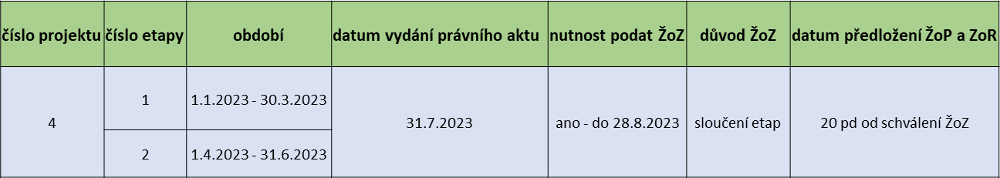 číslo projektu číslo etapy období datum vydání právního aktu nutnost podat ŽoZ důvod ŽoZ datum předložení ŽoP a ZoR
1 1.1.2023 - 30.3.2023
4 31.7.2023 ano - do 28.8.2023 sloučení etap 20 pd od schválení ŽoZ
2 1.4.2023 - 31.6.2023